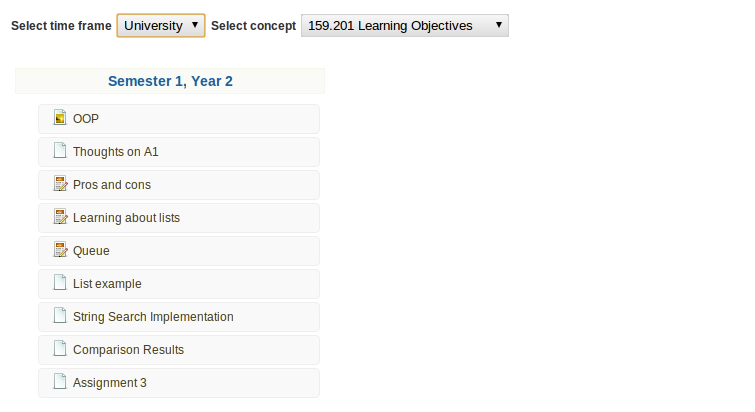 Select time frame University Select concept 159.201 Learning Objectives
Semester 1, Year 2
OOP
Thoughts on A1
Pros and cons
Learning about lists
Queue
List example
String Search Implementation
Comparison Results
Assignment 3